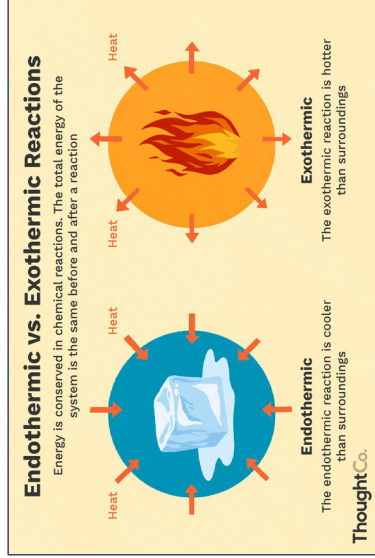 Endothermic vs. Exothermic Reactions
Energy is conserved in chemical reactions. The total energy of the
system is the same before and after a reaction
Heat
Heat
Heat
Heat
Endothermic
The endothermic reaction is cooler
than surroundings
Exothermic
The exothermic reaction is hotter
than surroundings
ThoughtCo.